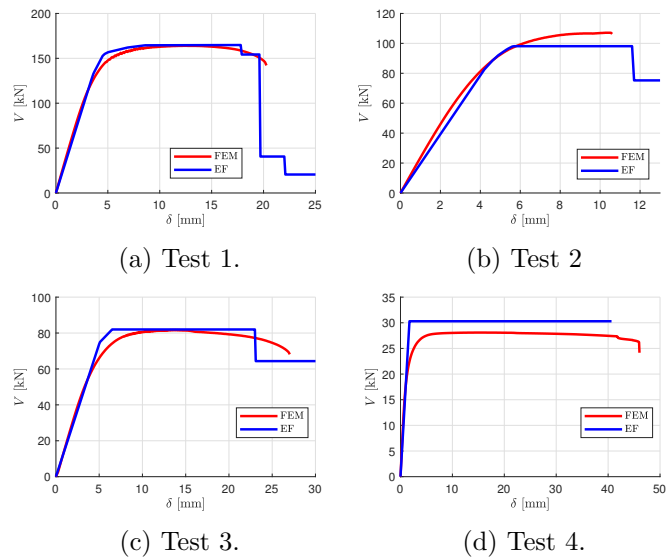 200
150
100
50
0
V [kN]
FEM
EF
0 5 10 15 20 25
δ [mm]
(a) Test 1.
120
100
80
60
40
20
0
V [kN]
FEM
EF
0 2 4 6 8 10 12
δ [mm]
(b) Test 2
100
80
60
40
20
0
V [kN]
FEM
EF
0 5 10 15 20 25 30
δ [mm]
(c) Test 3.
35
30
25
20
15
10
5
0
V [kN]
FEM
EF
0 10 20 30 40 50
δ [mm]
(d) Test 4.